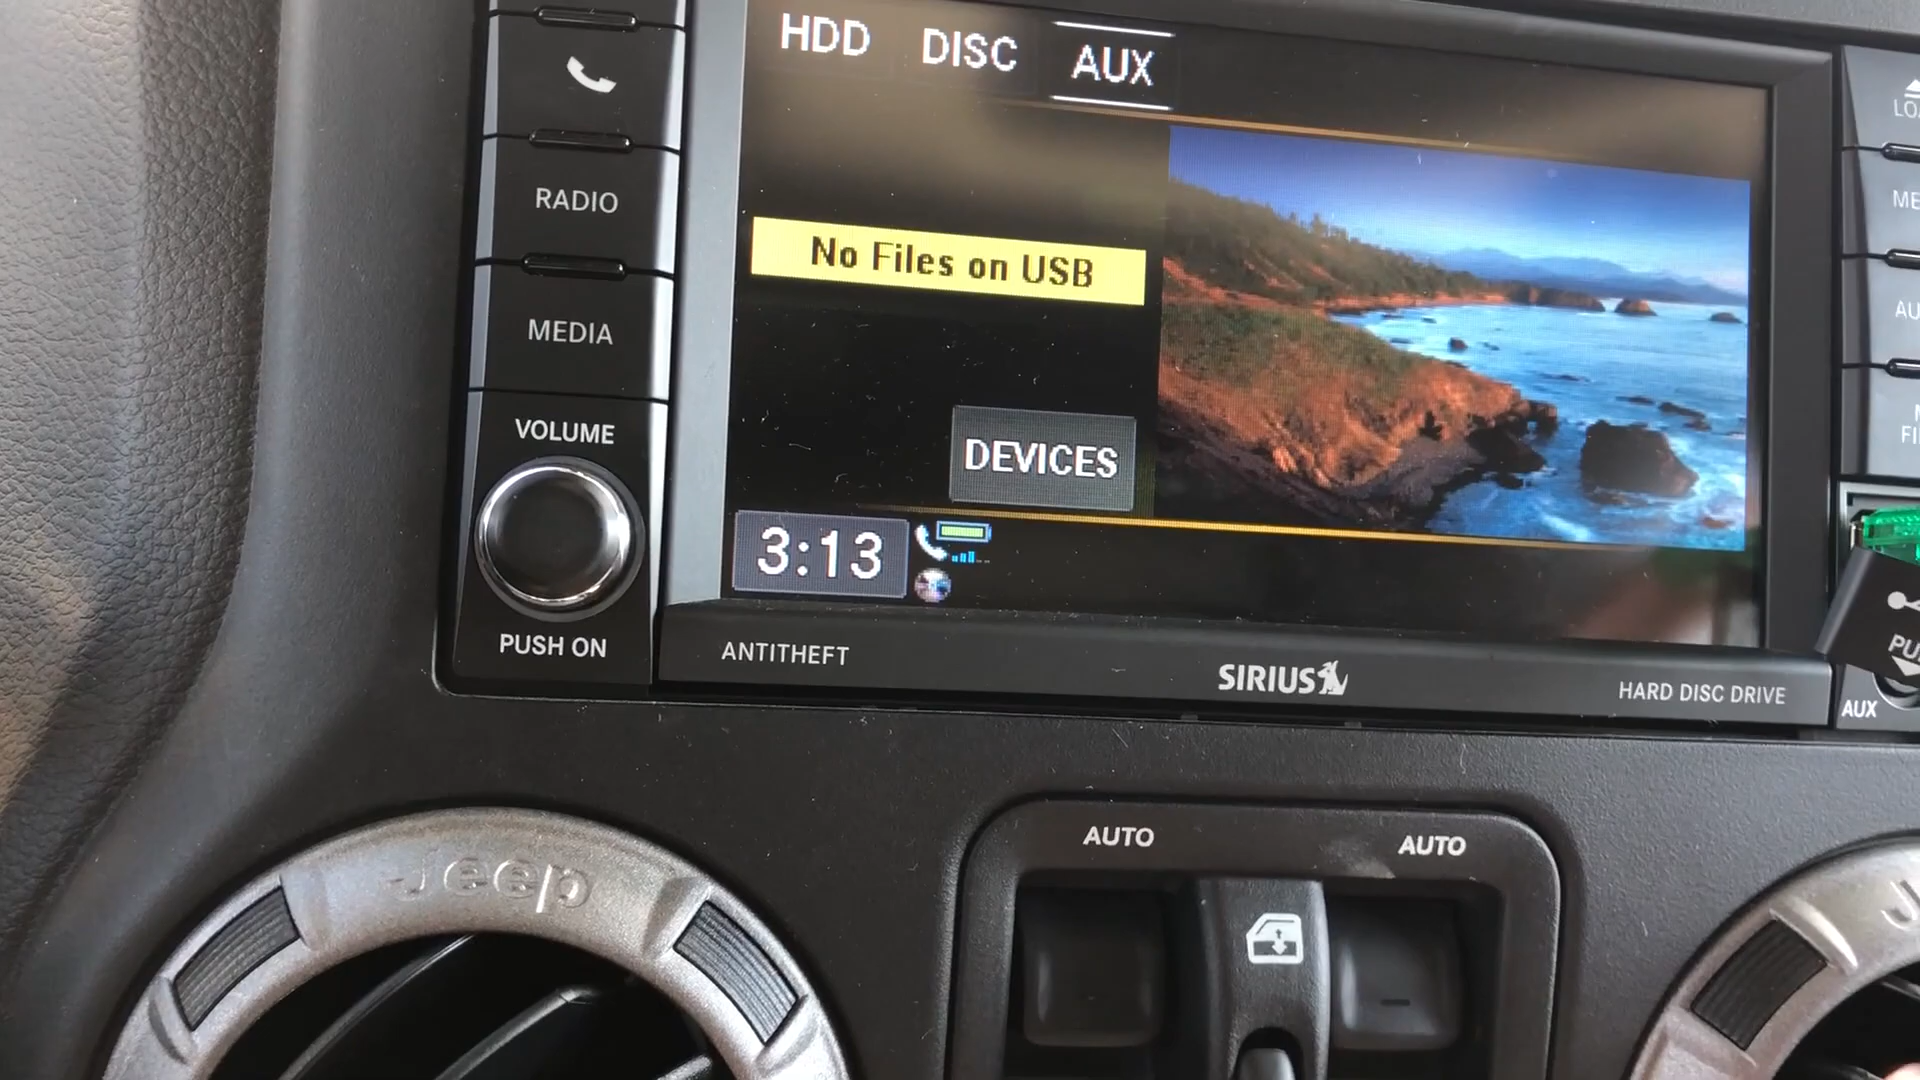 HDD DISC AUX
RADIO
No Files on USB
MEDIA
VOLUME
DEVICES
3:13
PUSH ON
ANTITHEFT
SIRIUS
HARD DISC DRIVE
AUX
AUTO AUTO
Jeep